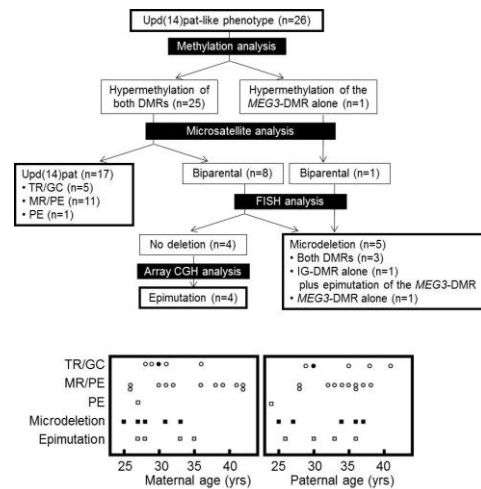 Upd(14)pat-like phenotype (n=26)
Methylation analysis
Hypermethylation of
both DMRs (n=25)
Hypermethylation of the
MEG3-DMR alone (n=1)
Microsatellite analysis
Upd(14)pat (n=17)
• TR/GC (n=5)
• MR/PE (n=11)
• PE (n=1)
Biparental (n=8)
Biparental (n=1)
FISH analysis
No deletion (n=4)
Array CGH analysis
Epimutation (n=4)
Microdeletion (n=5)
• Both DMRs (n=3)
• IG-DMR alone (n=1)
plus epimutation of the MEG3-DMR
• MEG3-DMR alone (n=1)
TR/GC
MR/PE
PE
Microdeletion
Epimutation
25 30 35 40
Maternal age (yrs)
25 30 35 40
Paternal age (yrs)